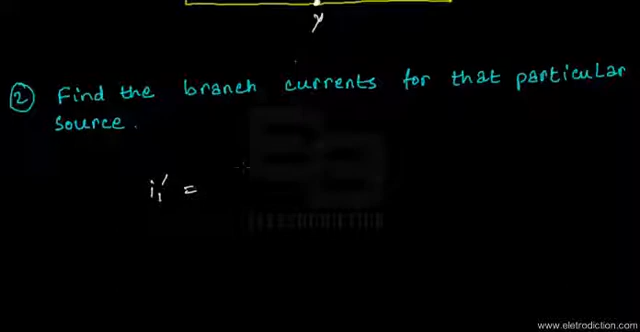 y
② Find the branch currents for that particular
source.
i₁′ =
www.eletrodiction.com